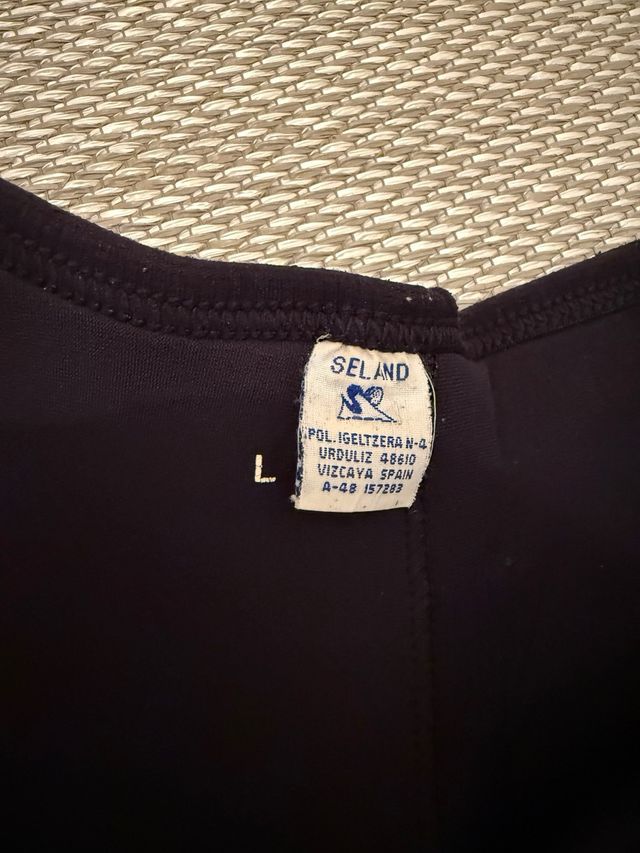 SELAND
POL.IGELTZERA N-4
URDULIZ 48610
VIZCAYA SPAIN
A-48 157283
L